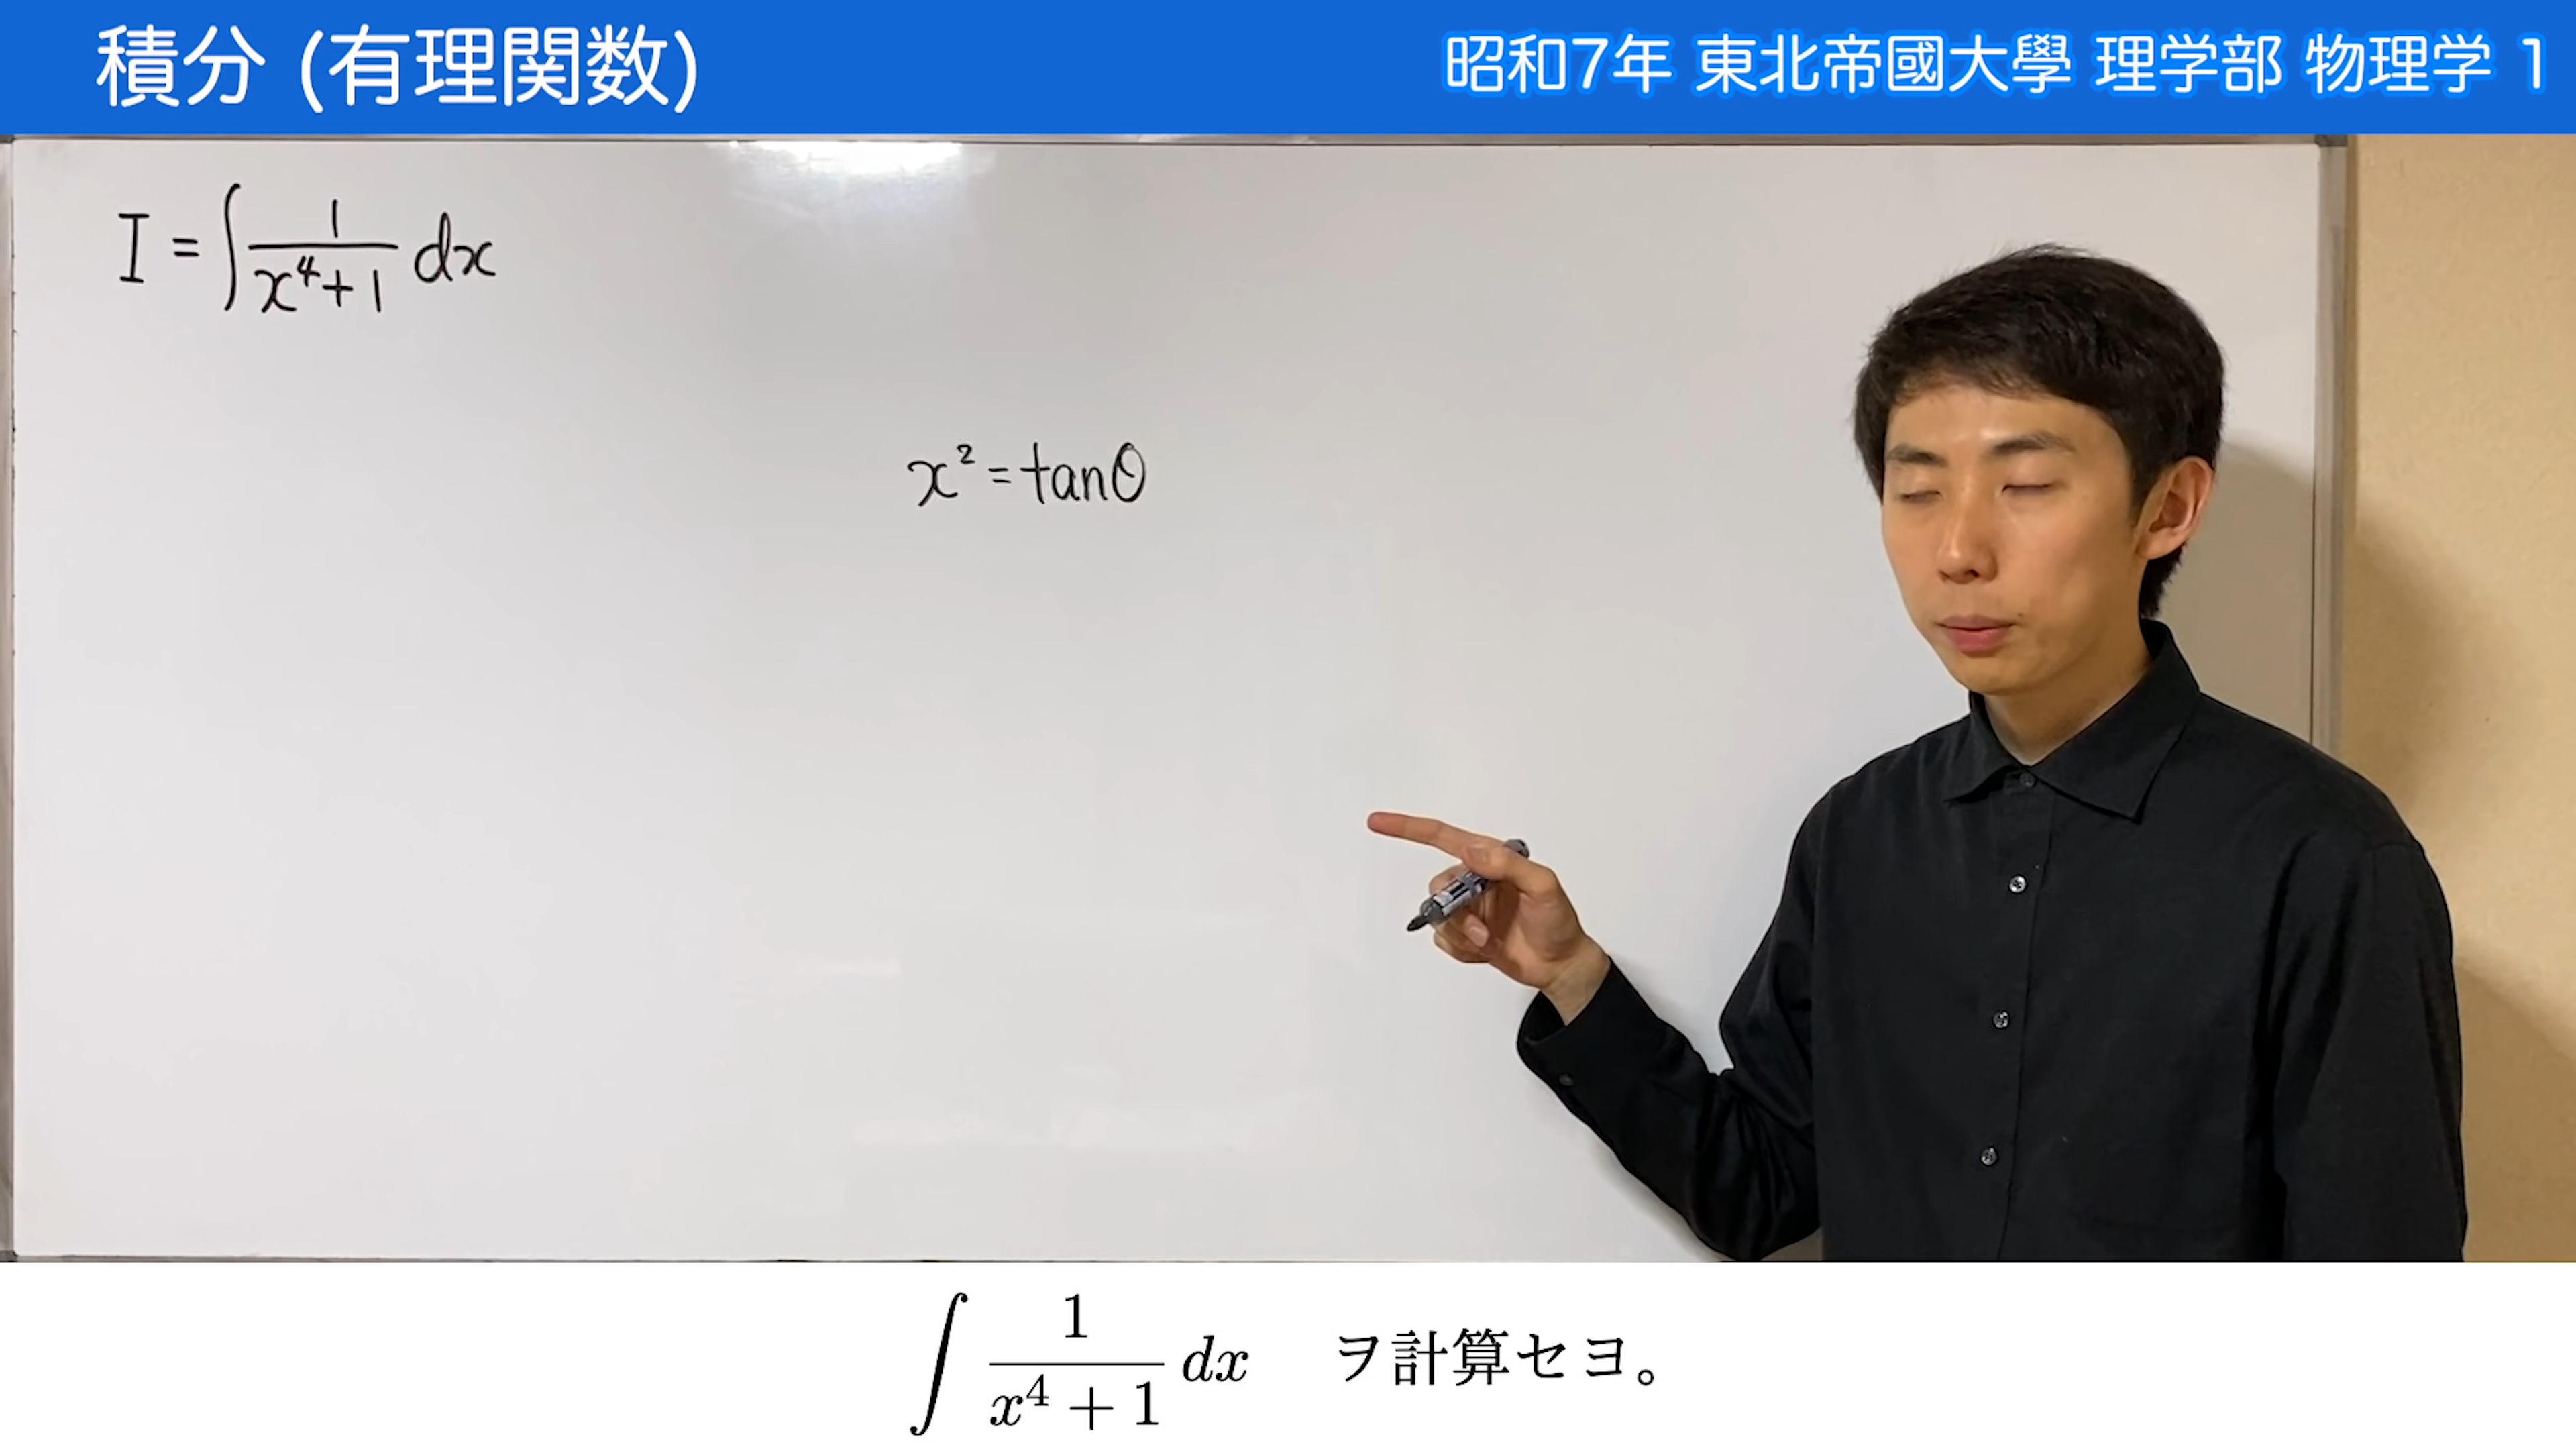 積分 (有理関数)
昭和7年 東北帝國大學 理学部 物理学 1
I = ∫ 1/(x⁴+1) dx
x² = tanθ
∫ 1/(x⁴ + 1) dx ヲ計算セヨ。